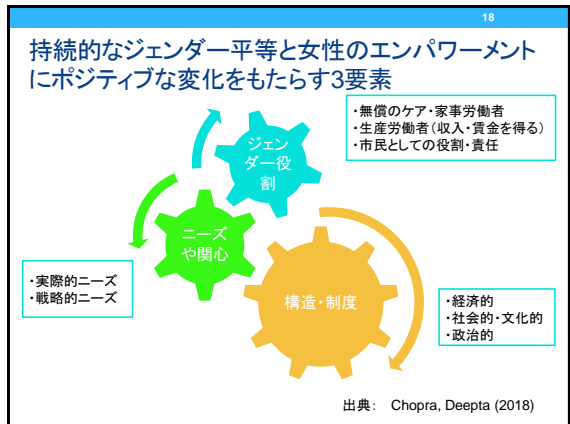 18
持続的なジェンダー平等と女性のエンパワーメント
にポジティブな変化をもたらす3要素
・無償のケア・家事労働者
・生産労働者(収入・賃金を得る)
・市民としての役割・責任
ジェン
ダー役
割
ニーズ
や関心
・実際的ニーズ
・戦略的ニーズ
構造・制度
・経済的
・社会的・文化的
・政治的
出典: Chopra, Deepta (2018)